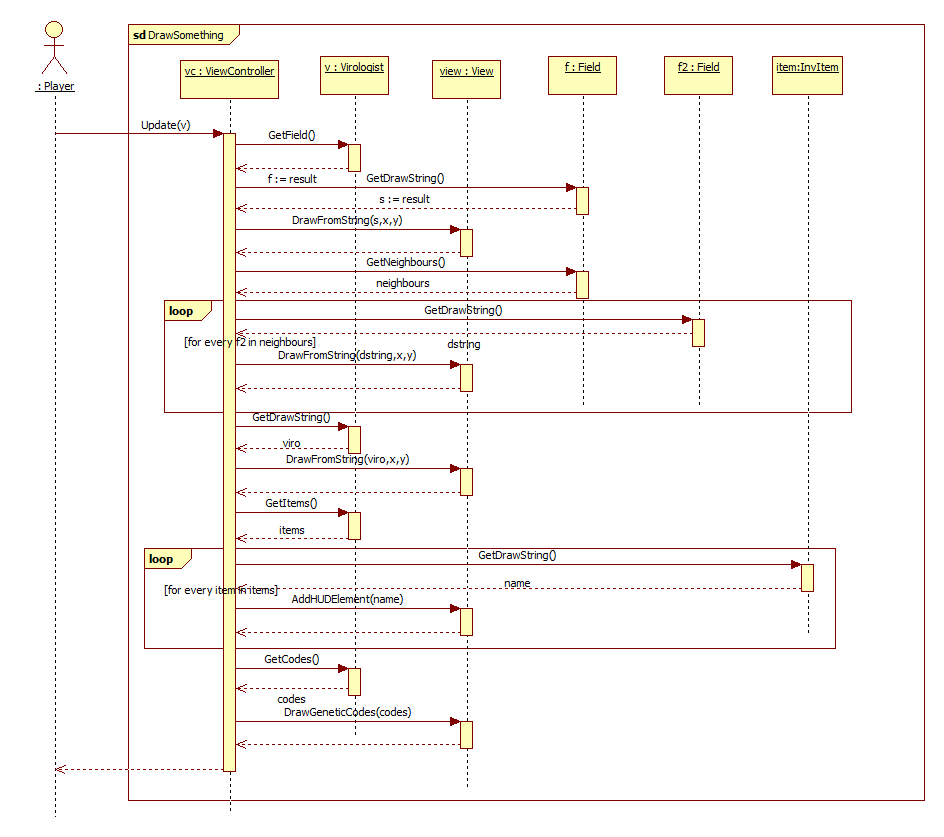 sd DrawSomething
: Player
vc : ViewController
v : Virologist
view : View
f : Field
f2 : Field
item:InvItem
Update(v)
GetField()
f := result
GetDrawString()
s := result
DrawFromString(s,x,y)
GetNeighbours()
neighbours
loop
GetDrawString()
[for every f2 in neighbours]
dstring
DrawFromString(dstring,x,y)
GetDrawString()
viro
DrawFromString(viro,x,y)
GetItems()
items
loop
GetDrawString()
name
[for every item in items]
AddHUDElement(name)
GetCodes()
codes
DrawGeneticCodes(codes)